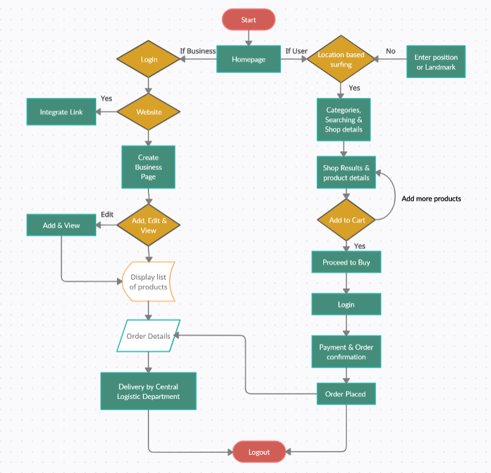 Start
If Business
If User
No
Login
Homepage
Location based
surfing
Enter position
or Landmark
Yes
Yes
Integrate Link
Website
Categories,
Searching &
Shop details
Create
Business
Page
Shop Results &
product details
Add more products
Edit
Add & View
Add, Edit &
View
Add to Cart
Yes
Proceed to Buy
Display list
of products
Login
Order Details
Payment & Order
confirmation
Delivery by Central
Logistic Department
Order Placed
Logout